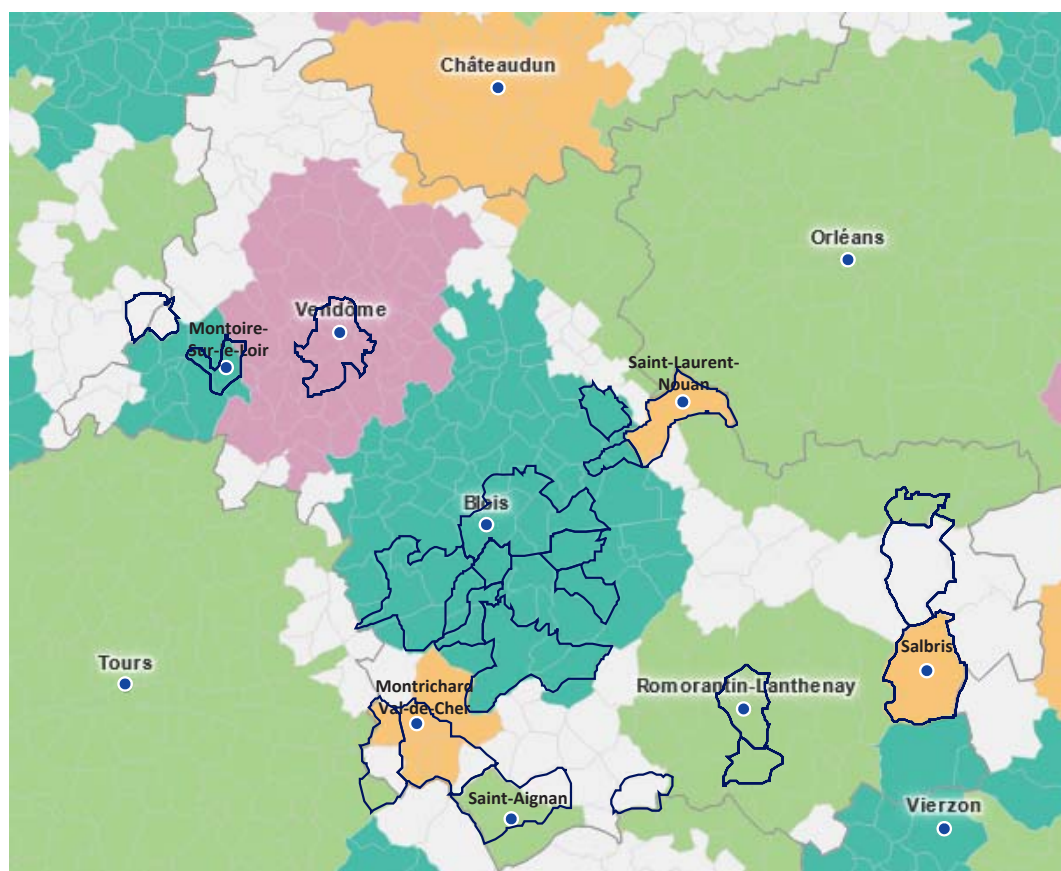 Châteaudun
Orléans
Vendôme
Montoire-
Sur-le-Loir
Saint-Laurent-
Nouan
Blois
Salbris
Tours
Romorantin-Lanthenay
Montrichard
Val-de-Cher
Saint-Aignan
Vierzon